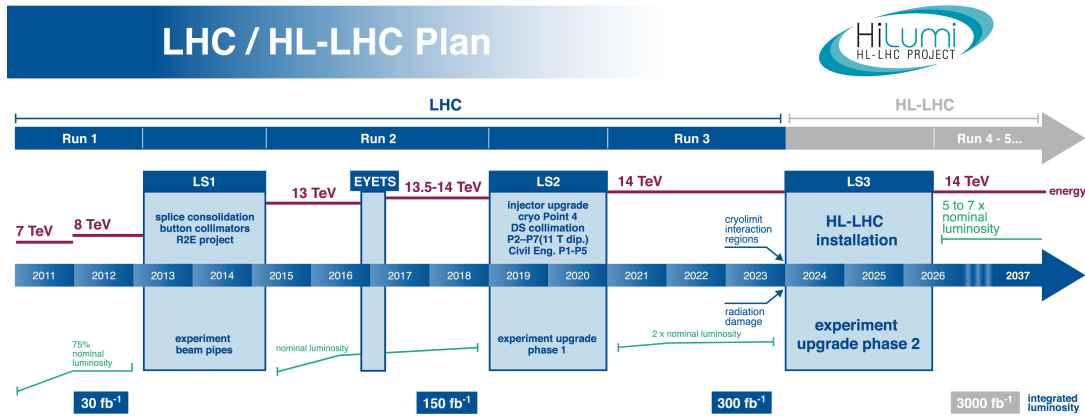 LHC / HL-LHC Plan
HiLumi
HL-LHC PROJECT
LHC
HL-LHC
Run 1
Run 2
Run 3
Run 4 - 5...
LS1
EYETS
LS2
LS3
7 TeV
8 TeV
splice consolidation
button collimators
R2E project
13 TeV
13.5-14 TeV
injector upgrade
cryo Point 4
DS collimation
P2–P7(11 T dip.)
Civil Eng. P1-P5
14 TeV
cryolimit
interaction
regions
HL-LHC
installation
14 TeV
energy
5 to 7 x
nominal
luminosity
2011 2012 2013 2014 2015 2016 2017 2018 2019 2020 2021 2022 2023 2024 2025 2026 2037
75%
nominal
luminosity
experiment
beam pipes
nominal luminosity
experiment upgrade
phase 1
2 x nominal luminosity
radiation
damage
experiment
upgrade phase 2
30 fb-1
150 fb-1
300 fb-1
3000 fb-1
integrated
luminosity